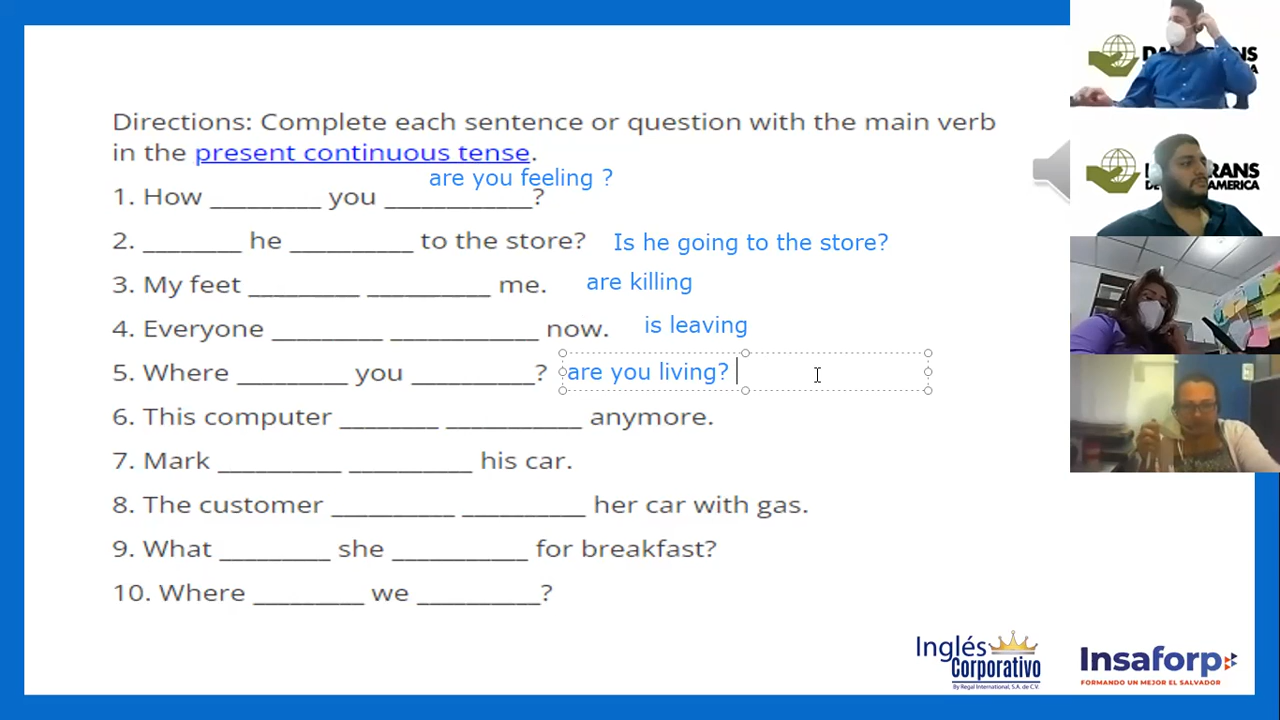 Directions: Complete each sentence or question with the main verb
in the present continuous tense.
are you feeling ?
1. How _________ you ____________?
2. ________ he __________ to the store? Is he going to the store?
3. My feet _________ __________ me. are killing
4. Everyone _________ ____________ now. is leaving
5. Where _________ you __________? are you living?
6. This computer ________ ___________ anymore.
7. Mark __________ __________ his car.
8. The customer __________ __________ her car with gas.
9. What _________ she ___________ for breakfast?
10. Where _________ we __________?
Inglés
Corporativo
By Regal International, S.A. de C.V.
Insaforp
FORMANDO UN MEJOR EL SALVADOR